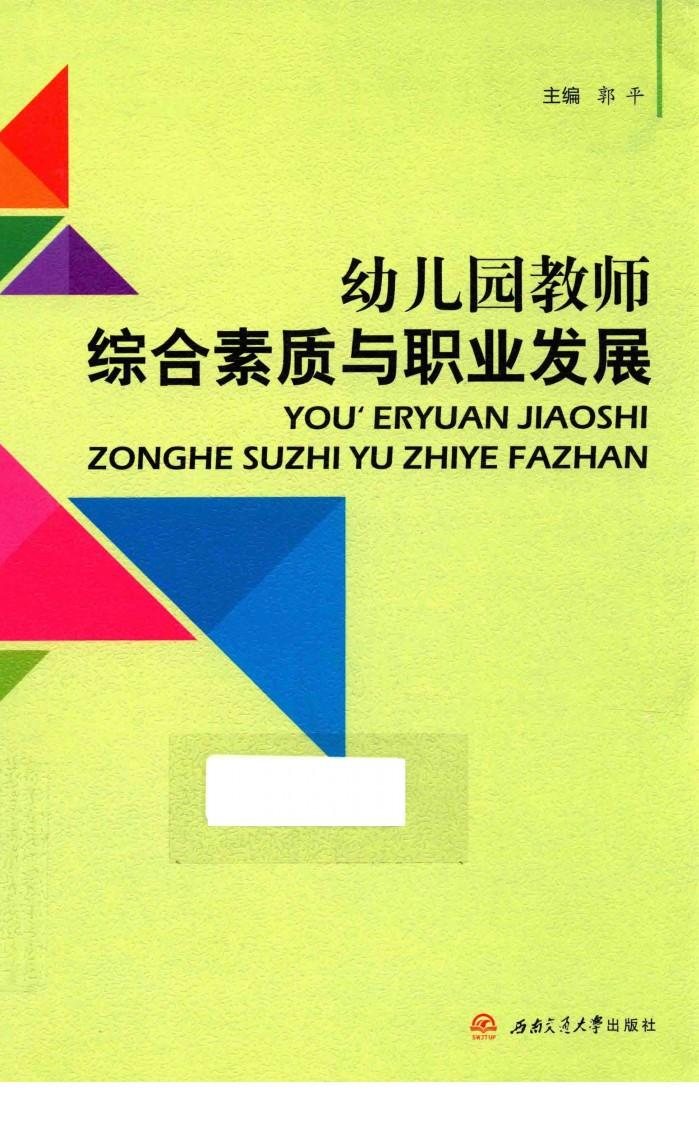 主编 郭平
幼儿园教师
综合素质与职业发展
YOU‘ ERYUAN JIAOSHI
ZONGHE SUZHI YU ZHIYE FAZHAN
SWJTUP
西南交通大学出版社